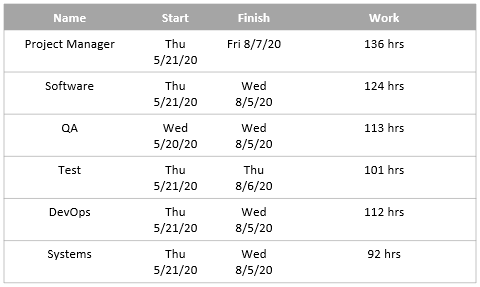 Name Start Finish Work
Project Manager Thu 5/21/20 Fri 8/7/20 136 hrs
Software Thu 5/21/20 Wed 8/5/20 124 hrs
QA Wed 5/20/20 Wed 8/5/20 113 hrs
Test Thu 5/21/20 Thu 8/6/20 101 hrs
DevOps Thu 5/21/20 Wed 8/5/20 112 hrs
Systems Thu 5/21/20 Wed 8/5/20 92 hrs